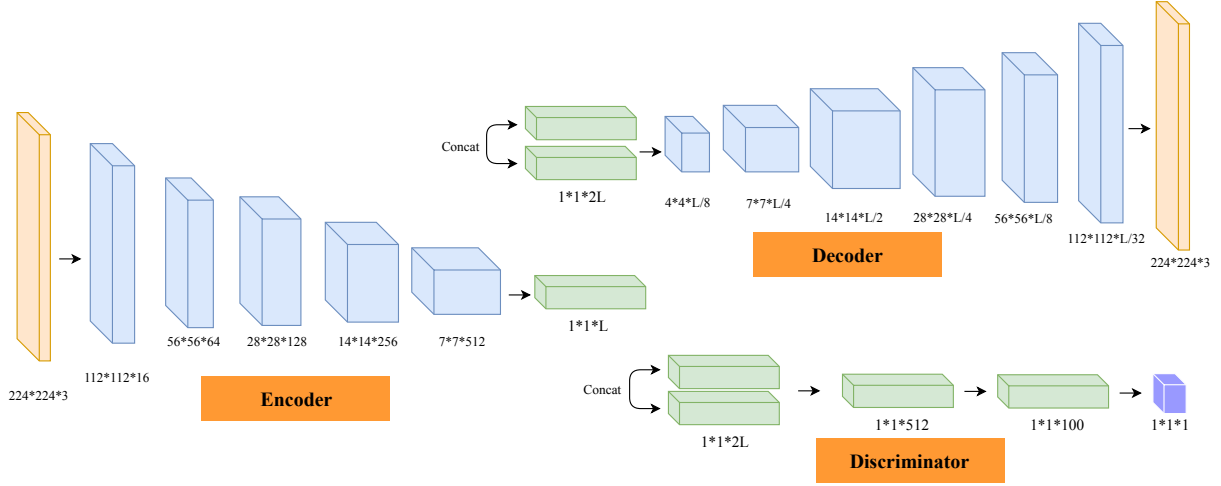 Concat
1*1*2L
4*4*L/8
7*7*L/4
14*14*L/2
28*28*L/4
56*56*L/8
112*112*L/32
224*224*3
Decoder
224*224*3
112*112*16
56*56*64
28*28*128
14*14*256
7*7*512
1*1*L
Encoder
Concat
1*1*2L
1*1*512
1*1*100
1*1*1
Discriminator